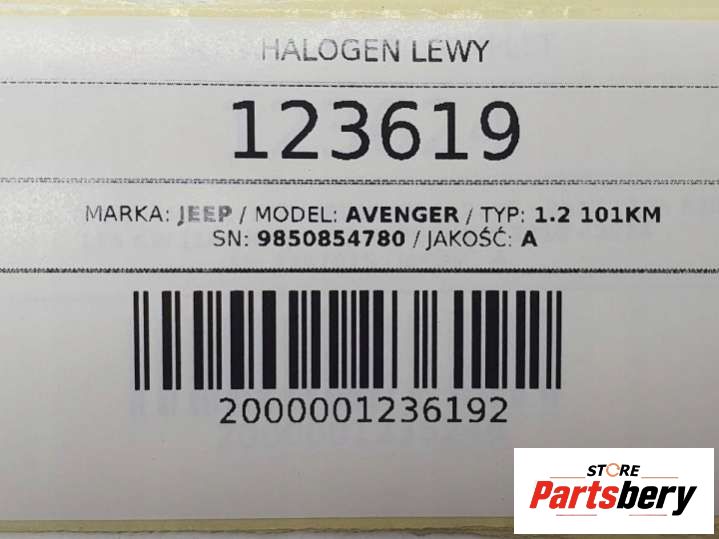 HALOGEN LEWY
123619
MARKA: JEEP / MODEL: AVENGER / TYP: 1.2 101KM
SN: 9850854780 / JAKOŚĆ: A
2000001236192
STORE
Partsbery